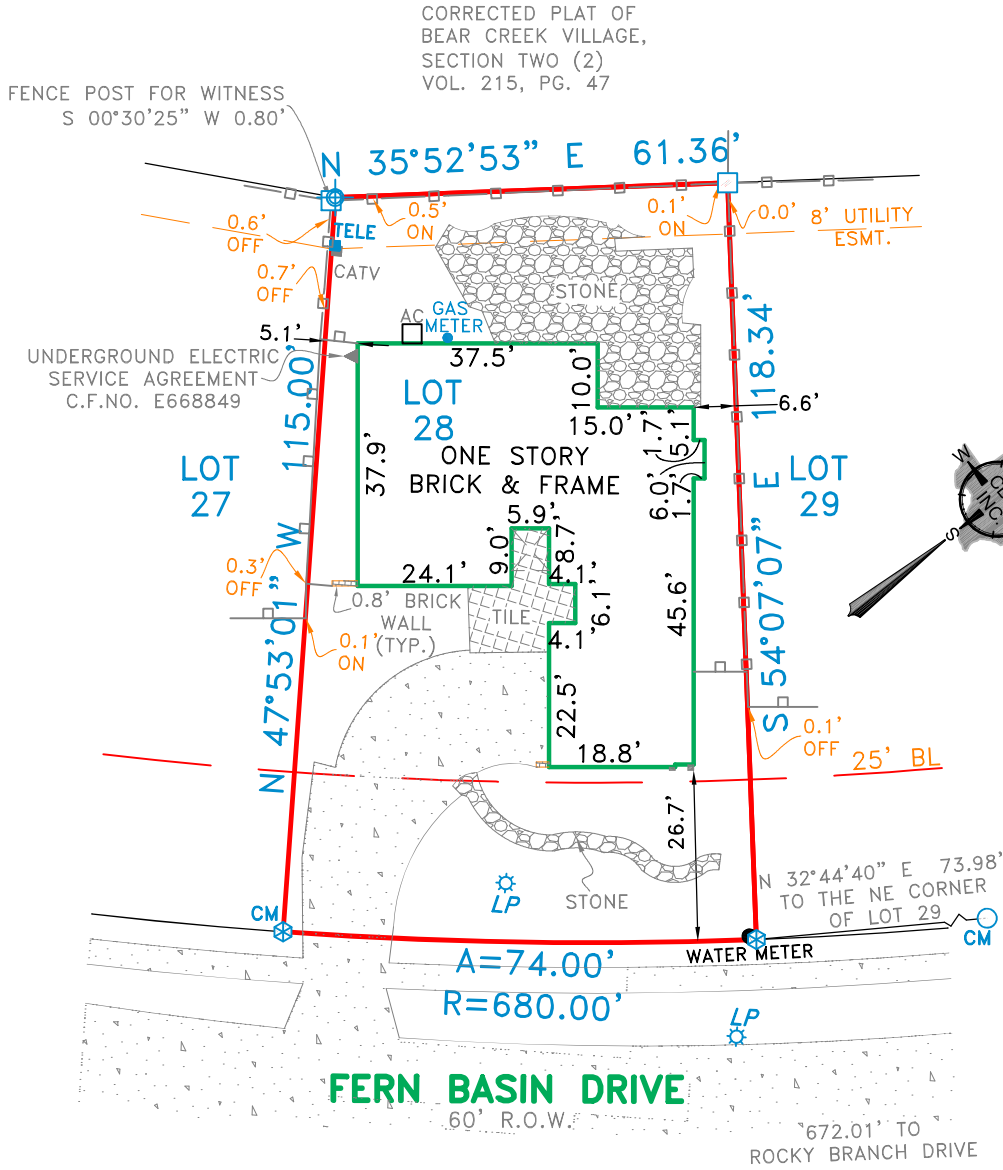 CORRECTED PLAT OF
BEAR CREEK VILLAGE,
SECTION TWO (2)
VOL. 215, PG. 47
FENCE POST FOR WITNESS
S 00°30'25" W 0.80'
N 35°52'53" E 61.36'
0.6'
OFF
TELE
0.5'
ON
0.1'
ON
0.0'
8' UTILITY
ESMT.
CATV
0.7'
OFF
STONE
AC
GAS
METER
5.1'
37.5'
UNDERGROUND ELECTRIC
SERVICE AGREEMENT
C.F.NO. E668849
LOT
28
10.0'
15.0'
6.6'
1.7'
5.1'
ONE STORY
BRICK & FRAME
37.9'
LOT
27
LOT
29
6.0'
1.7'
W
S
INC.
5.9'
9.0'
8.7'
0.3'
OFF
24.1'
4.1'
6.1'
45.6'
0.8' BRICK
WALL
(TYP.)
TILE
4.1'
0.1'
ON
N 47°53'01" W 115.00'
S 54°07'07" E 118.34'
22.5'
18.8'
0.1'
OFF
25' BL
26.7'
LP
STONE
N 32°44'40" E 73.98'
TO THE NE CORNER
OF LOT 29
CM
CM
WATER METER
A=74.00'
R=680.00'
LP
FERN BASIN DRIVE
60' R.O.W.
672.01' TO
ROCKY BRANCH DRIVE